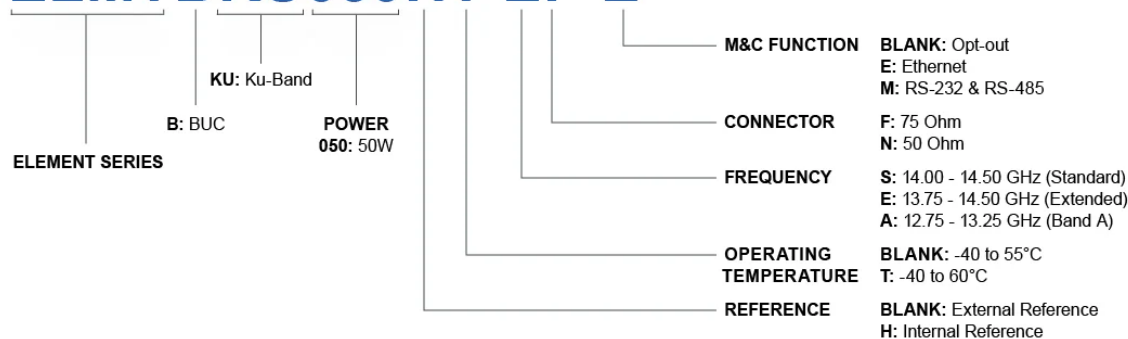 M&C FUNCTION BLANK: Opt-out
E: Ethernet
M: RS-232 & RS-485
KU: Ku-Band
B: BUC
POWER
050: 50W
CONNECTOR F: 75 Ohm
N: 50 Ohm
ELEMENT SERIES
FREQUENCY S: 14.00 - 14.50 GHz (Standard)
E: 13.75 - 14.50 GHz (Extended)
A: 12.75 - 13.25 GHz (Band A)
OPERATING BLANK: -40 to 55°C
TEMPERATURE T: -40 to 60°C
REFERENCE BLANK: External Reference
H: Internal Reference